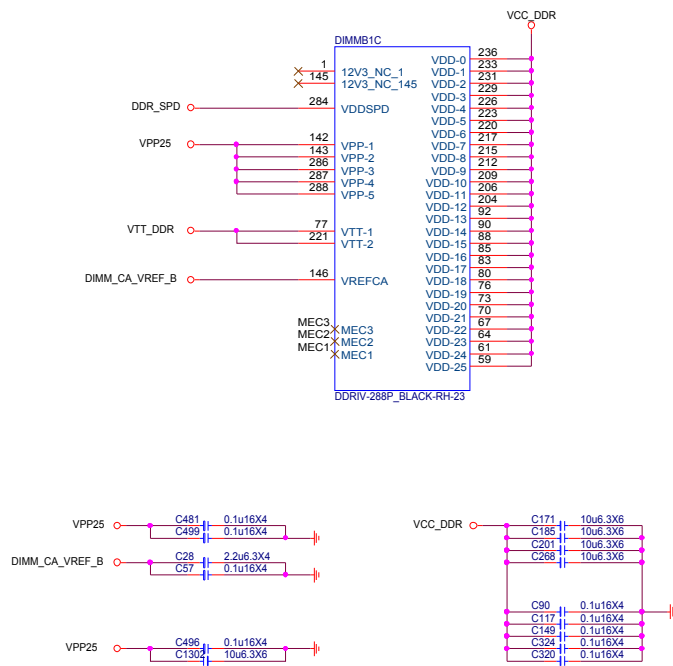 VCC_DDR
DIMMB1C
1 12V3_NC_1
145 12V3_NC_145
DDR_SPD 284 VDDSPD
VPP25 142 VPP-1
143 VPP-2
286 VPP-3
287 VPP-4
288 VPP-5
VTT_DDR 77 VTT-1
221 VTT-2
DIMM_CA_VREF_B 146 VREFCA
MEC3 MEC3
MEC2 MEC2
MEC1 MEC1
VDD-0 236
VDD-1 233
VDD-2 231
VDD-3 229
VDD-4 226
VDD-5 223
VDD-6 220
VDD-7 217
VDD-8 215
VDD-9 212
VDD-10 209
VDD-11 206
VDD-12 204
VDD-13 92
VDD-14 90
VDD-15 88
VDD-16 85
VDD-17 83
VDD-18 80
VDD-19 76
VDD-20 73
VDD-21 70
VDD-22 67
VDD-23 64
VDD-24 61
VDD-25 59
DDRIV-288P_BLACK-RH-23
VPP25 C481 0.1u16X4
C499 0.1u16X4
DIMM_CA_VREF_B C28 2.2u6.3X4
C57 0.1u16X4
VPP25 C496 0.1u16X4
C1302 10u6.3X6
VCC_DDR C171 10u6.3X6
C185 10u6.3X6
C201 10u6.3X6
C268 10u6.3X6
C90 0.1u16X4
C117 0.1u16X4
C149 0.1u16X4
C324 0.1u16X4
C320 0.1u16X4